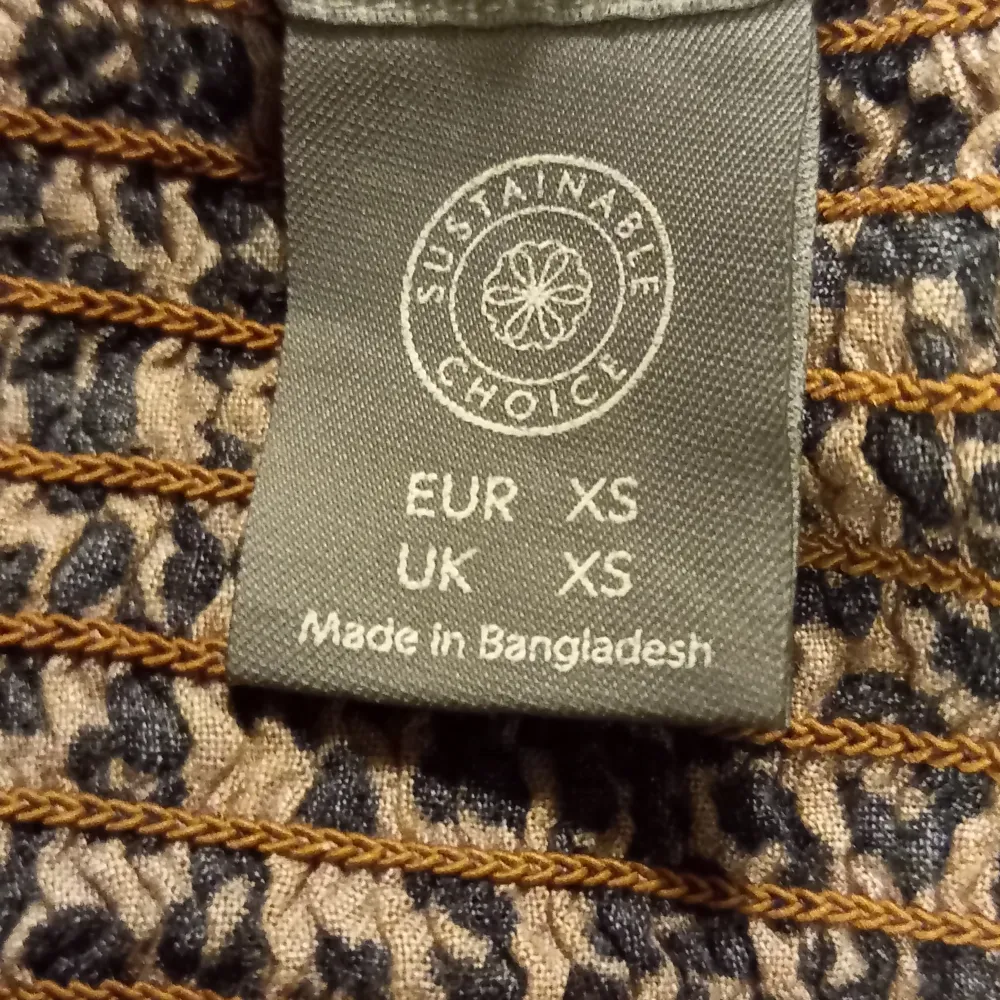 SUSTAINABLE
CHOICE
EUR XS
UK XS
Made in Bangladesh